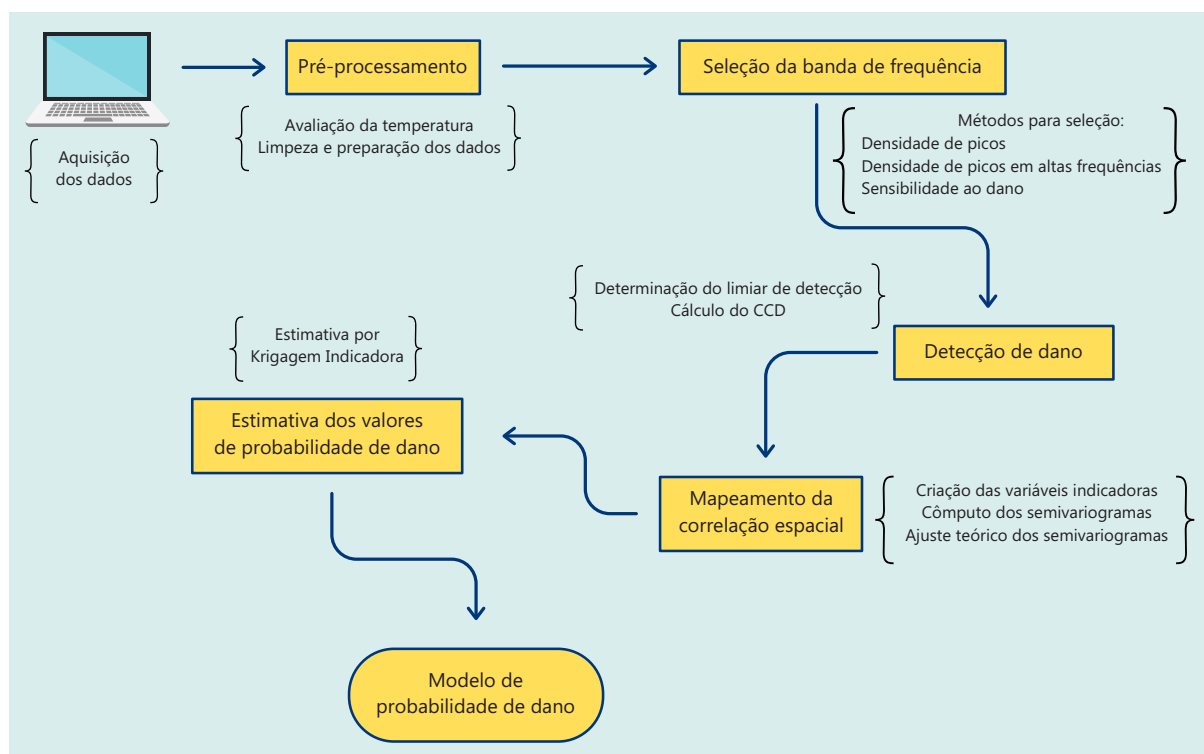 Aquisição
dos dados
Pré-processamento
Avaliação da temperatura
Limpeza e preparação dos dados
Seleção da banda de frequência
Métodos para seleção:
Densidade de picos
Densidade de picos em altas frequências
Sensibilidade ao dano
Detecção de dano
Determinação do limiar de detecção
Cálculo do CCD
Mapeamento da
correlação espacial
Criação das variáveis indicadoras
Cômputo dos semivariogramas
Ajuste teórico dos semivariogramas
Estimativa por
Krigagem Indicadora
Estimativa dos valores
de probabilidade de dano
Modelo de
probabilidade de dano